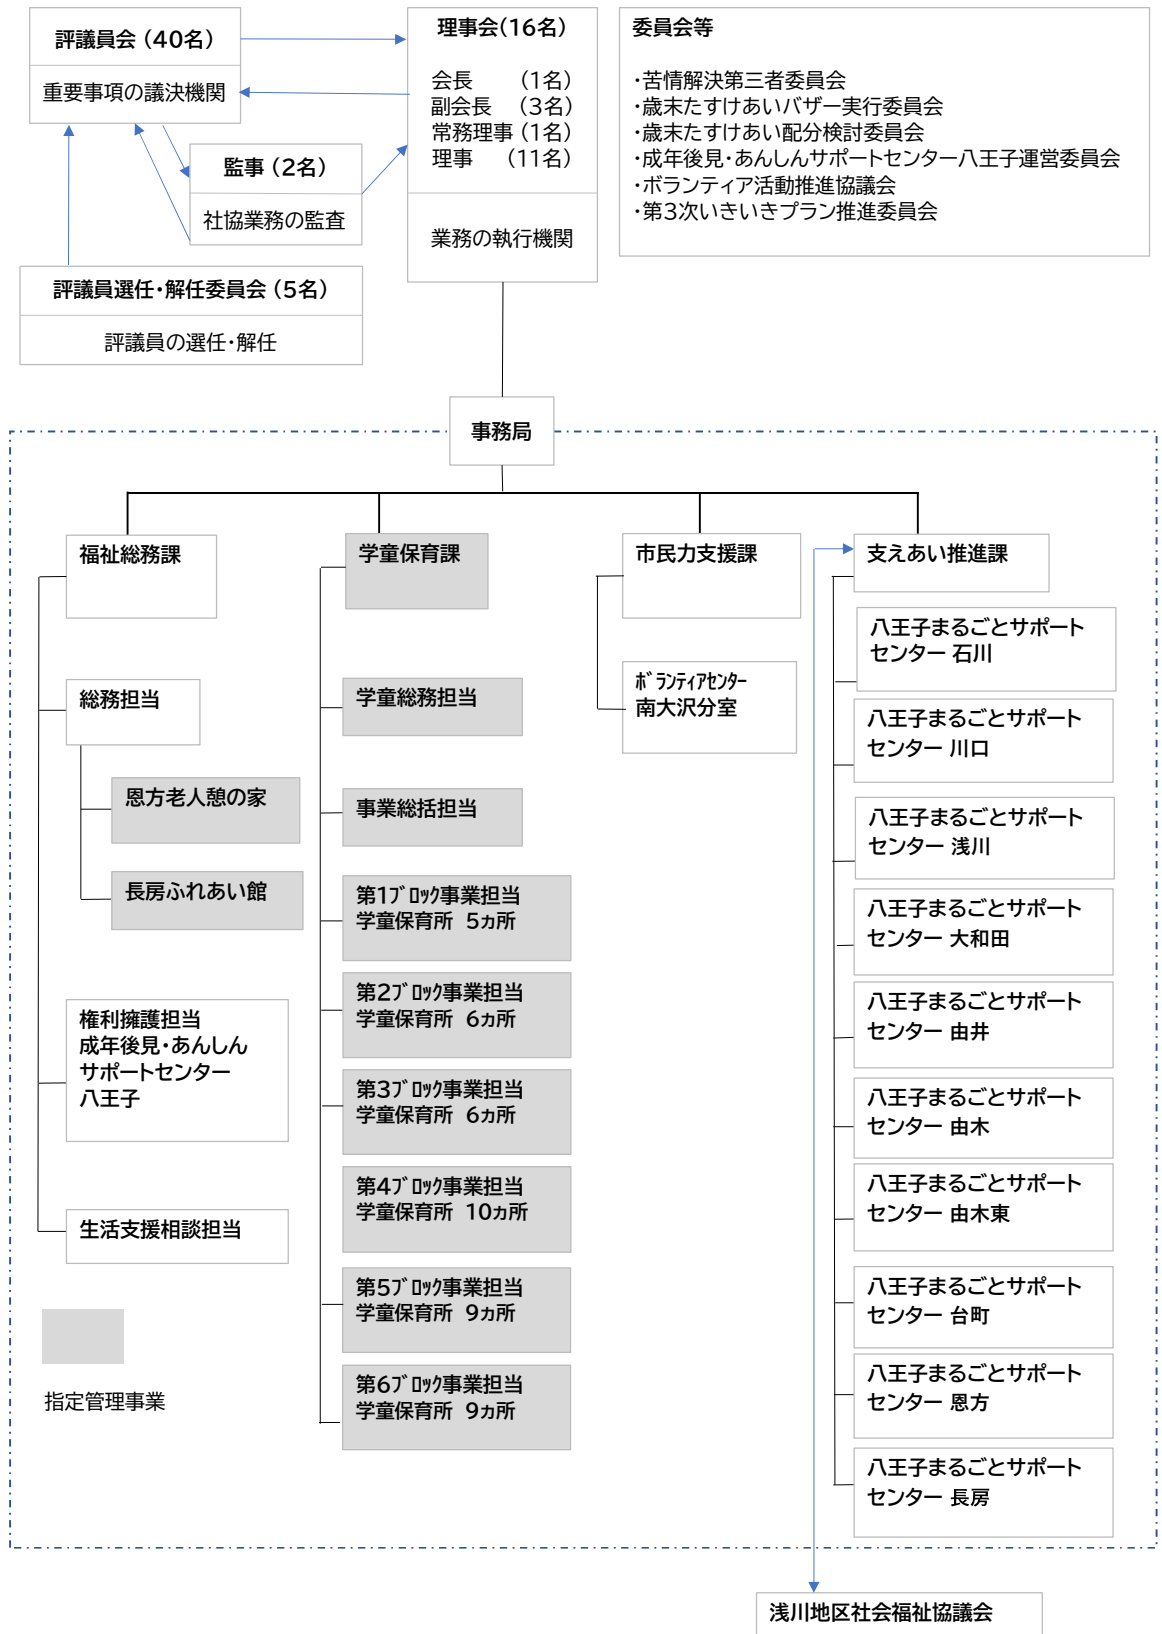 評議員会（40名）
重要事項の議決機関
監事（2名）
社協業務の監査
評議員選任・解任委員会（5名）
評議員の選任・解任
理事会（16名）
会長　　（1名）
副会長　（3名）
常務理事（1名）
理事　（11名）
業務の執行機関
委員会等
・苦情解決第三者委員会
・歳末たすけあいバザー実行委員会
・歳末たすけあい配分検討委員会
・成年後見・あんしんサポートセンター八王子運営委員会
・ボランティア活動推進協議会
・第3次いきいきプラン推進委員会
事務局
福祉総務課
総務担当
恩方老人憩の家
長房ふれあい館
権利擁護担当
成年後見・あんしん
サポートセンター
八王子
生活支援相談担当
指定管理事業
学童保育課
学童総務担当
事業総括担当
第1ﾌﾞﾛｯｸ事業担当
学童保育所 5ヵ所
第2ﾌﾞﾛｯｸ事業担当
学童保育所 6ヵ所
第3ﾌﾞﾛｯｸ事業担当
学童保育所 6ヵ所
第4ﾌﾞﾛｯｸ事業担当
学童保育所 10ヵ所
第5ﾌﾞﾛｯｸ事業担当
学童保育所 9ヵ所
第6ﾌﾞﾛｯｸ事業担当
学童保育所 9ヵ所
市民力支援課
ﾎﾞﾗﾝﾃｨｱｾﾝﾀｰ
南大沢分室
支えあい推進課
八王子まるごとサポート
センター 石川
八王子まるごとサポート
センター 川口
八王子まるごとサポート
センター 浅川
八王子まるごとサポート
センター 大和田
八王子まるごとサポート
センター 由井
八王子まるごとサポート
センター 由木
八王子まるごとサポート
センター 由木東
八王子まるごとサポート
センター 台町
八王子まるごとサポート
センター 恩方
八王子まるごとサポート
センター 長房
浅川地区社会福祉協議会